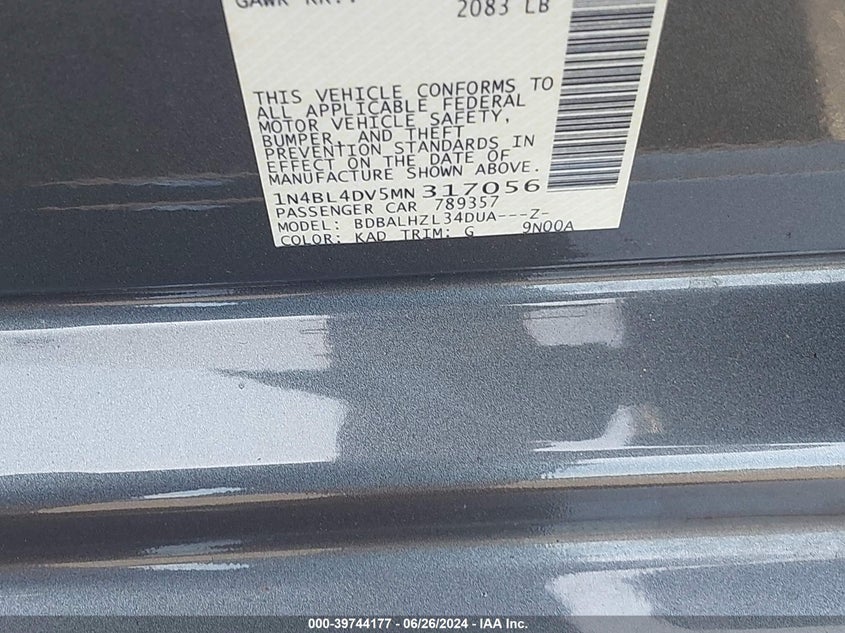 GAWR RR.:
2083 LB
THIS VEHICLE CONFORMS TO
ALL APPLICABLE FEDERAL
MOTOR VEHICLE SAFETY,
BUMPER, AND THEFT
PREVENTION STANDARDS IN
EFFECT ON THE DATE OF
MANUFACTURE SHOWN ABOVE.
1N4BL4DV5MN317056
PASSENGER CAR 789357
MODEL: BDBALHZL34DUA---Z-
COLOR: KAD TRIM: G 9N00A
000-39744177 - 06/26/2024 - IAA Inc.